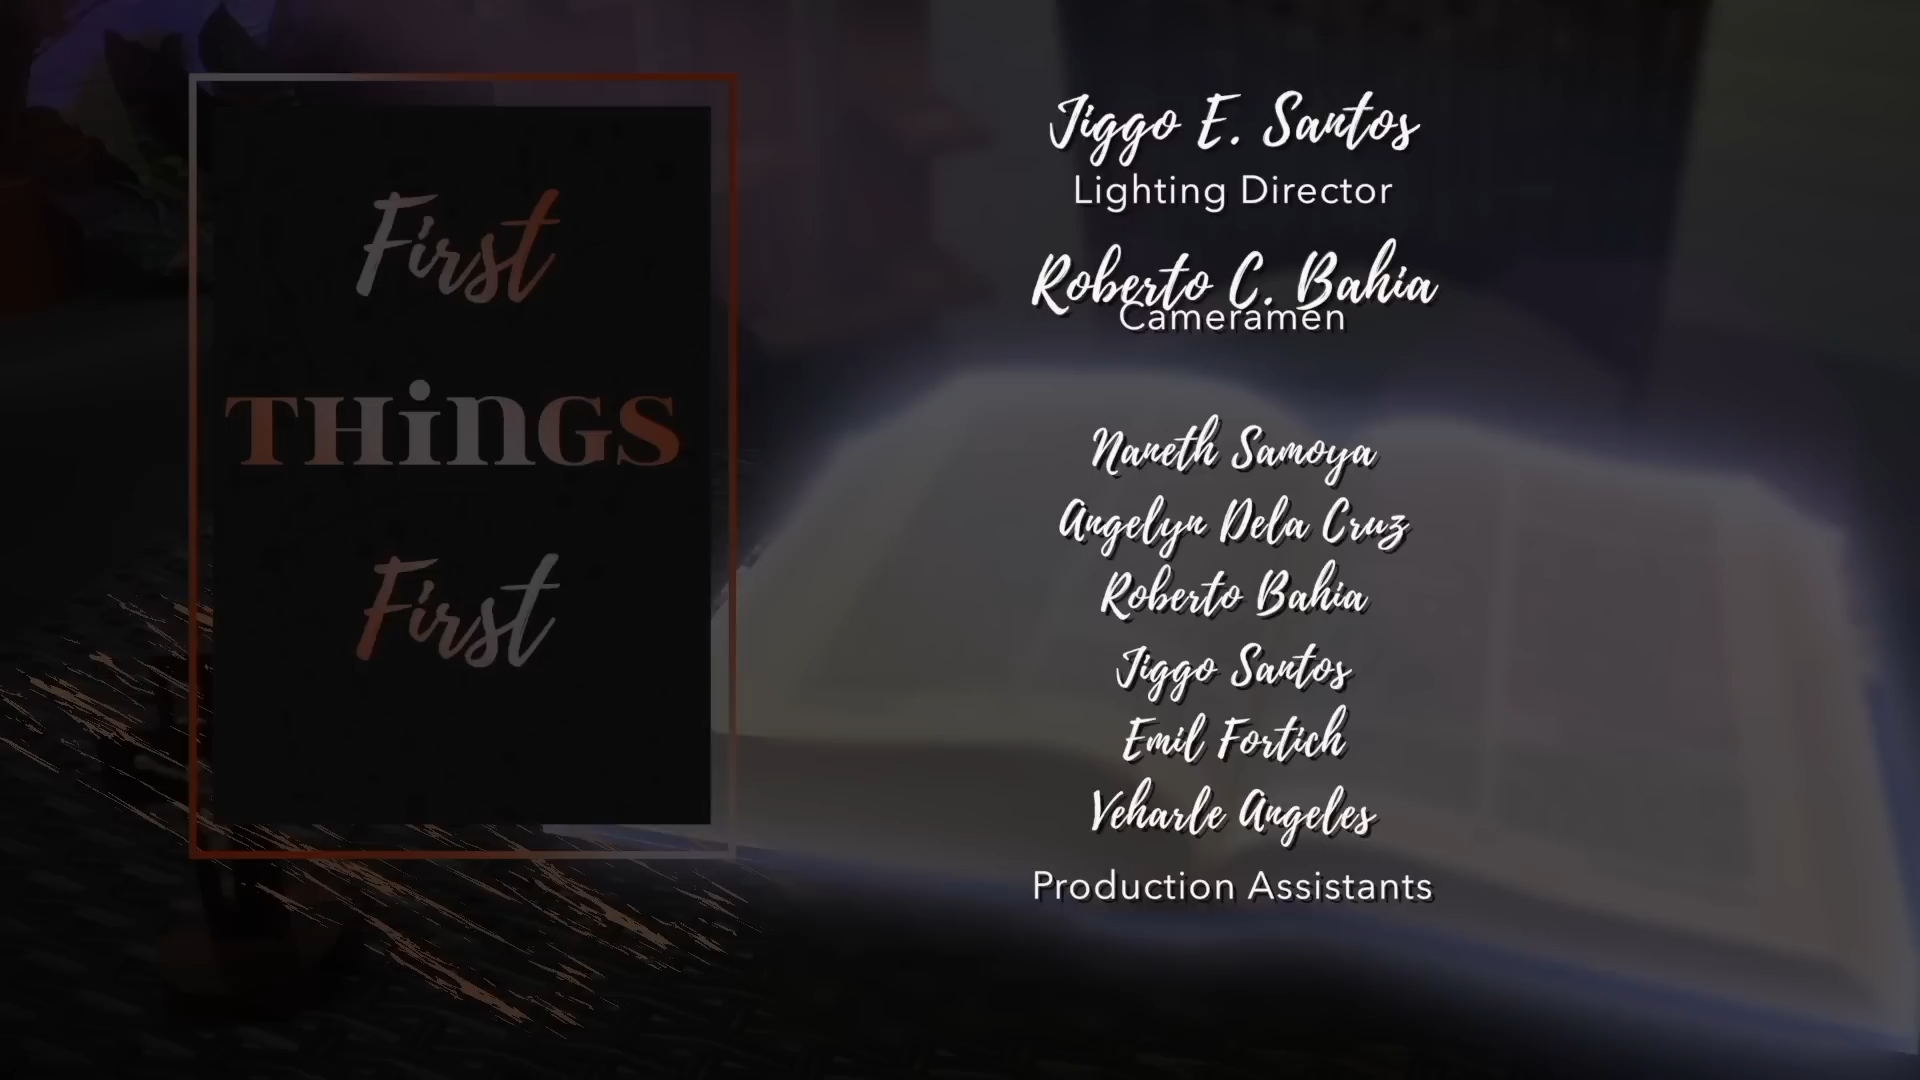 First
THiNGS
First
Jiggo E. Santos
Lighting Director
Roberto C. Bahia
Cameramen
Naneth Samoya
Angelyn Dela Cruz
Roberto Bahia
Jiggo Santos
Emil Fortich
Veharle Angeles
Production Assistants